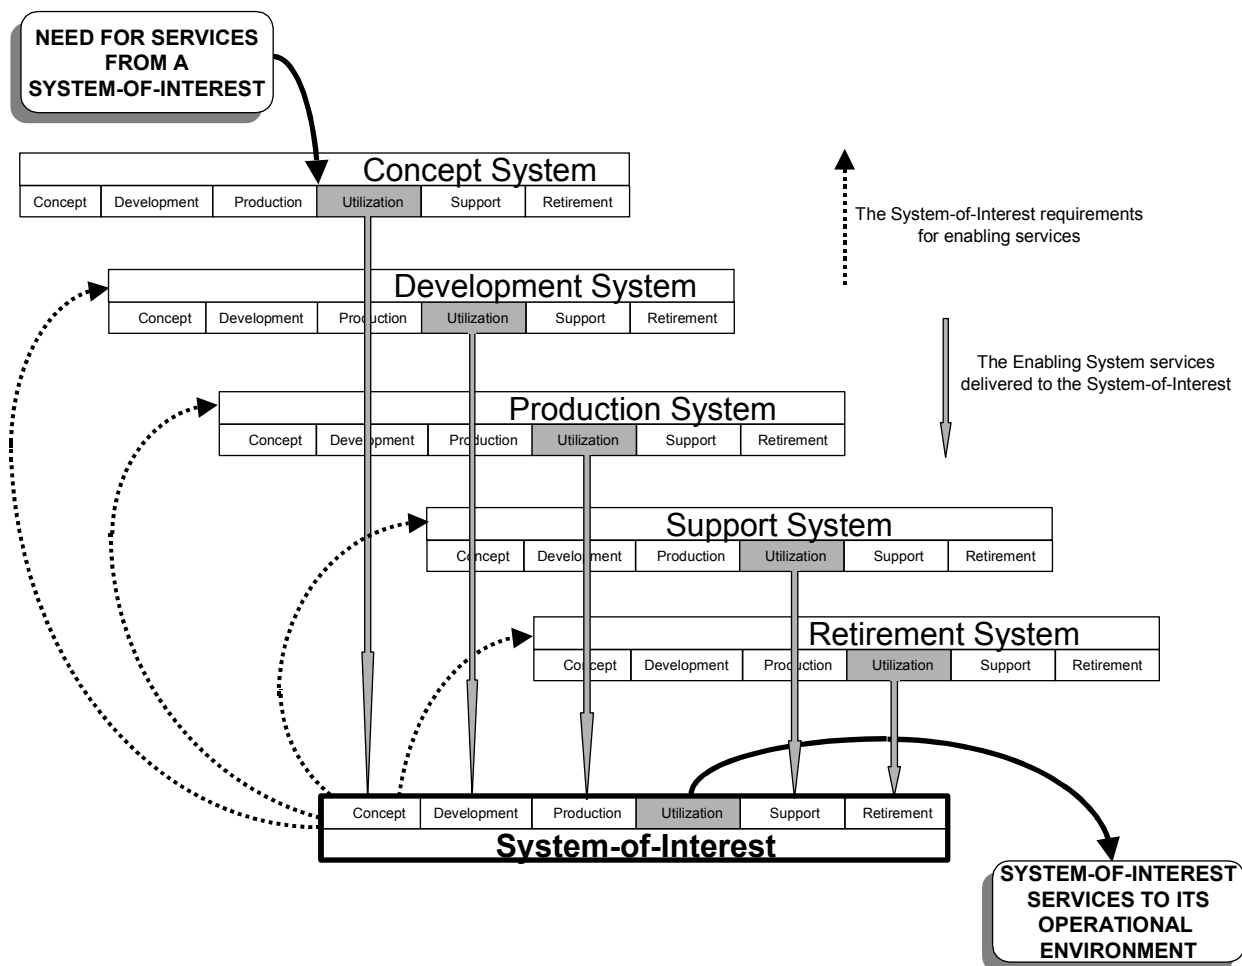 NEED FOR SERVICES
FROM A
SYSTEM-OF-INTEREST
Concept System
Concept Development Production Utilization Support Retirement
The System-of-Interest requirements
for enabling services
Development System
Concept Development Production Utilization Support Retirement
The Enabling System services
delivered to the System-of-Interest
Production System
Concept Development Production Utilization Support Retirement
Support System
Concept Development Production Utilization Support Retirement
Retirement System
Concept Development Production Utilization Support Retirement
Concept Development Production Utilization Support Retirement
System-of-Interest
SYSTEM-OF-INTEREST
SERVICES TO ITS
OPERATIONAL
ENVIRONMENT